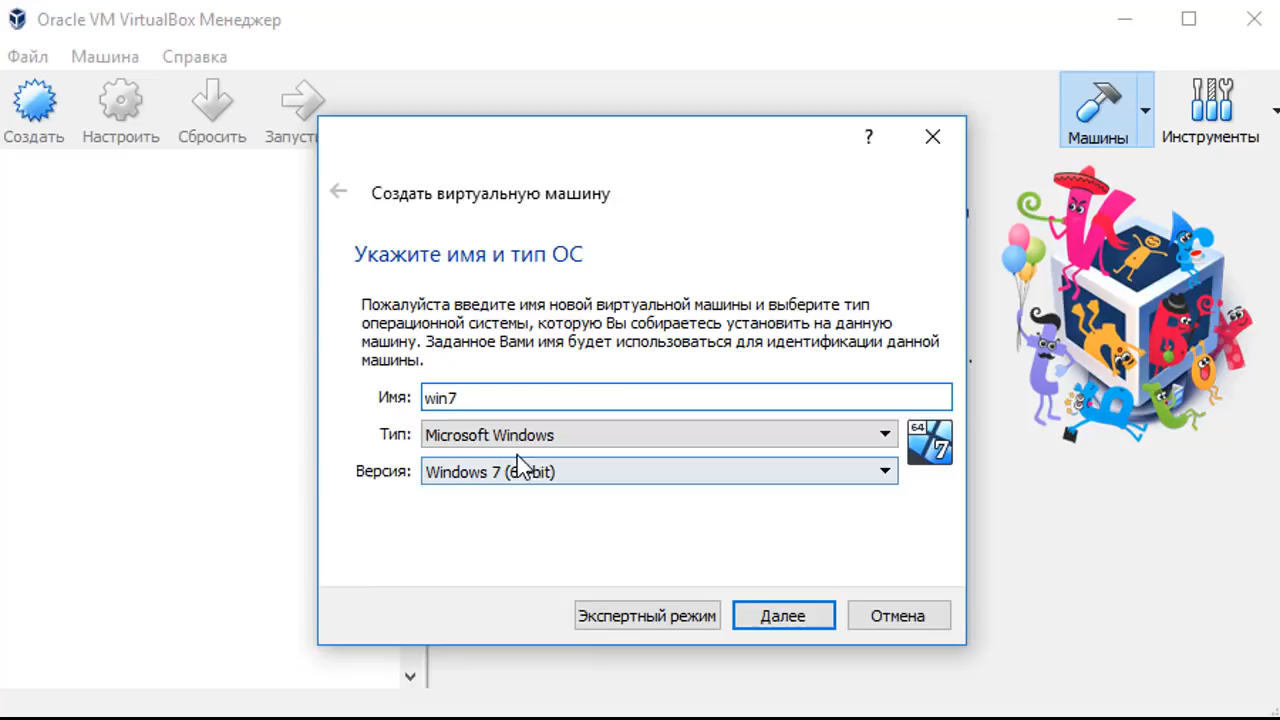 Oracle VM VirtualBox Менеджер
Файл Машина Справка
Создать Настроить Сбросить
Машины Инструменты
?
Создать виртуальную машину
Укажите имя и тип ОС
Пожалуйста введите имя новой виртуальной машины и выберите тип
операционной системы, которую Вы собираетесь установить на данную
машину. Заданное Вами имя будет использоваться для идентификации данной
машины.
Имя: win7
Тип: Microsoft Windows
64
7
Версия: Windows 7 (64-bit)
Экспертный режим Далее Отмена